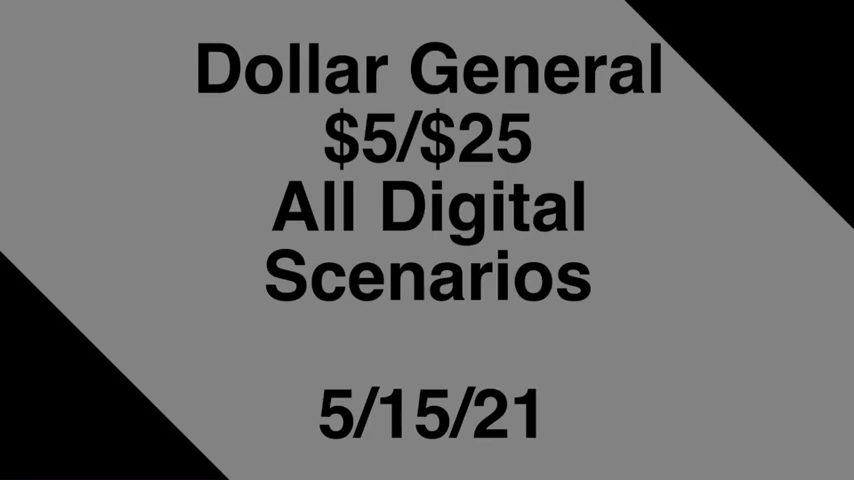 Dollar General
$5/$25
All Digital
Scenarios
5/15/21